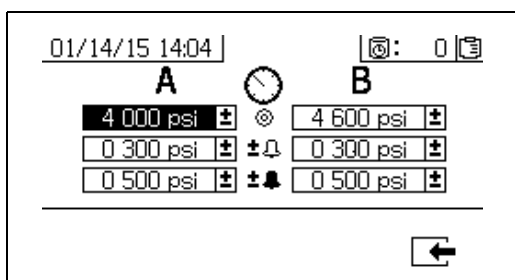 01/14/15 14:04 : 0
A B
4 000 psi ± 4 600 psi ±
0 300 psi ± ± 0 300 psi ±
0 500 psi ± ± 0 500 psi ±